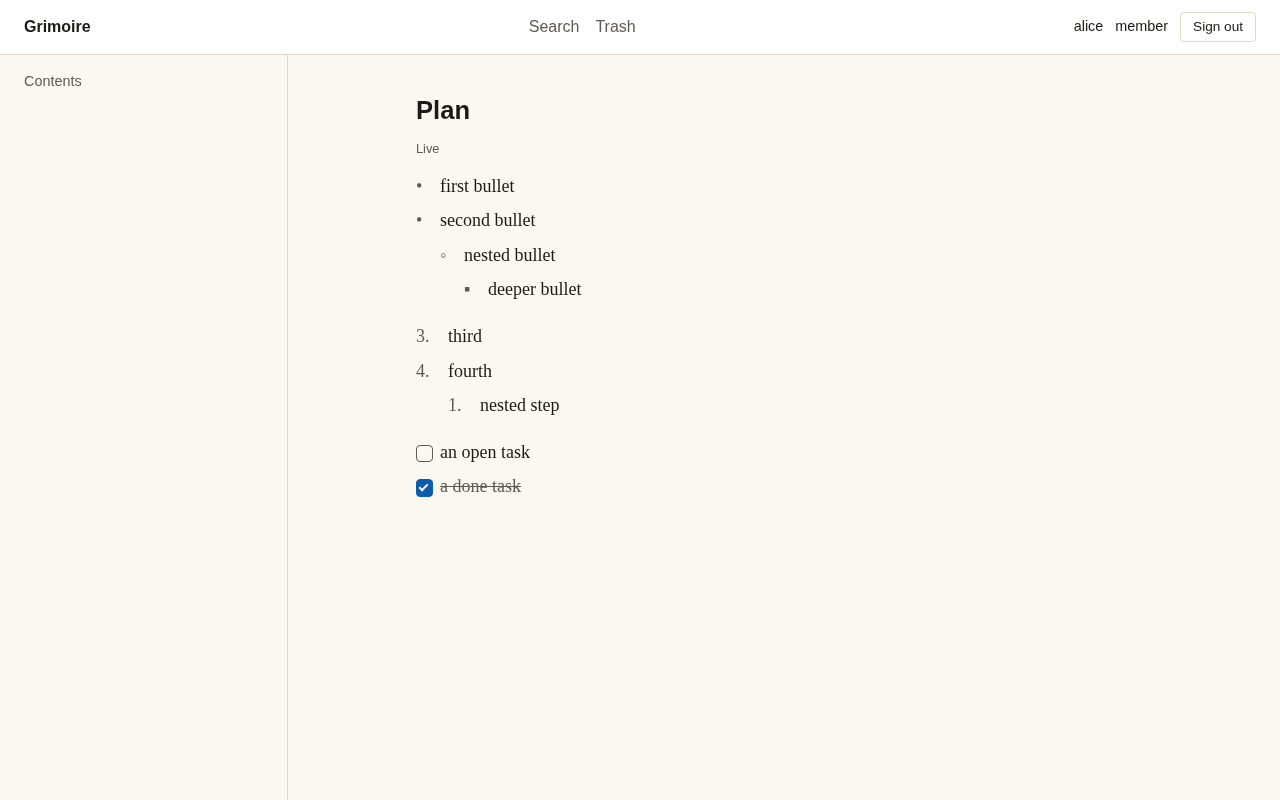 Grimoire
Search Trash
alice member Sign out
Contents
Plan
Live
• first bullet
• second bullet
◦ nested bullet
▪ deeper bullet
3. third
4. fourth
1. nested step
an open task
a done task